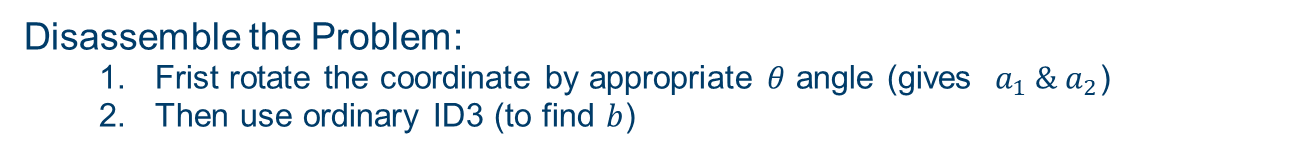 Disassemble the Problem:
1. Frist rotate the coordinate by appropriate θ angle (gives a₁ & a₂)
2. Then use ordinary ID3 (to find b)